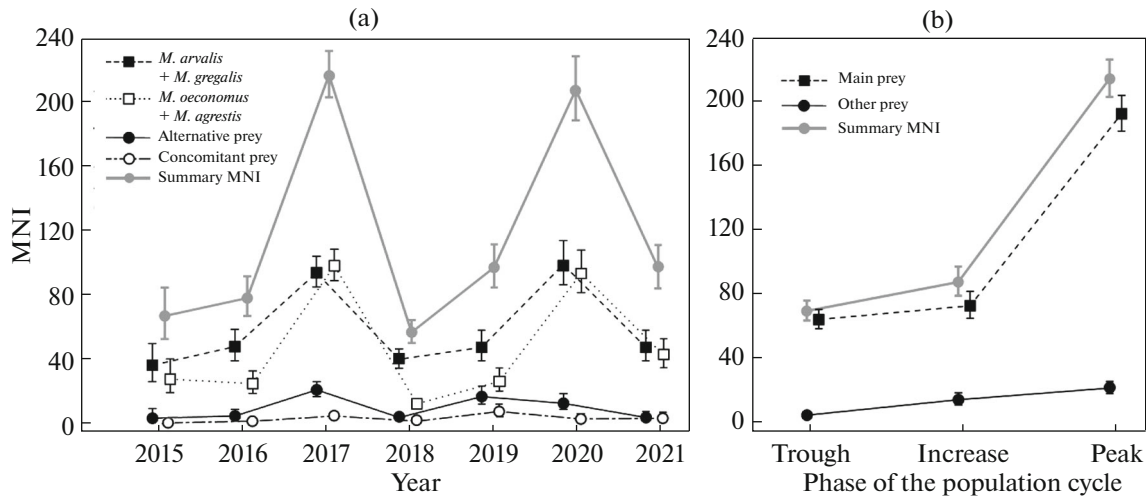 (a)
240
200
160
120
80
40
0
MNI
M. arvalis
+ M. gregalis
M. oeconomus
+ M. agrestis
Alternative prey
Concomitant prey
Summary MNI
2015 2016 2017 2018 2019 2020 2021
Year
(b)
240
200
160
120
80
40
0
Main prey
Other prey
Summary MNI
Trough Increase Peak
Phase of the population cycle